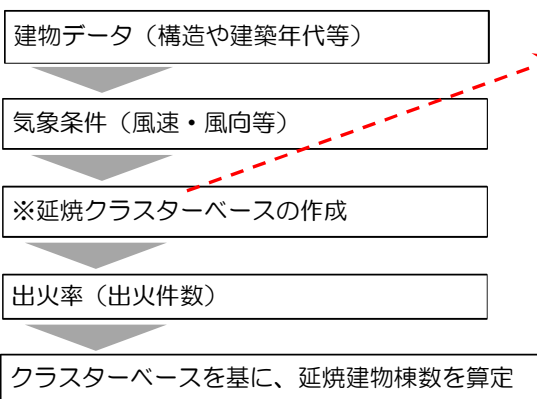 建物データ（構造や建築年代等）
気象条件（風速・風向等）
※延焼クラスターベースの作成
出火率（出火件数）
クラスターベースを基に、延焼建物棟数を算定